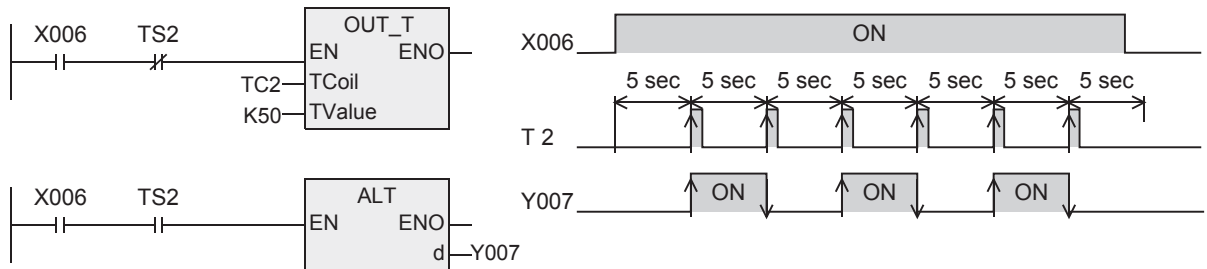 X006 TS2 OUT_T
EN ENO
TC2 TCoil
K50 TValue
X006 TS2 ALT
EN ENO
d Y007
X006 ON
5 sec 5 sec 5 sec 5 sec 5 sec 5 sec 5 sec
T 2
Y007 ON ON ON